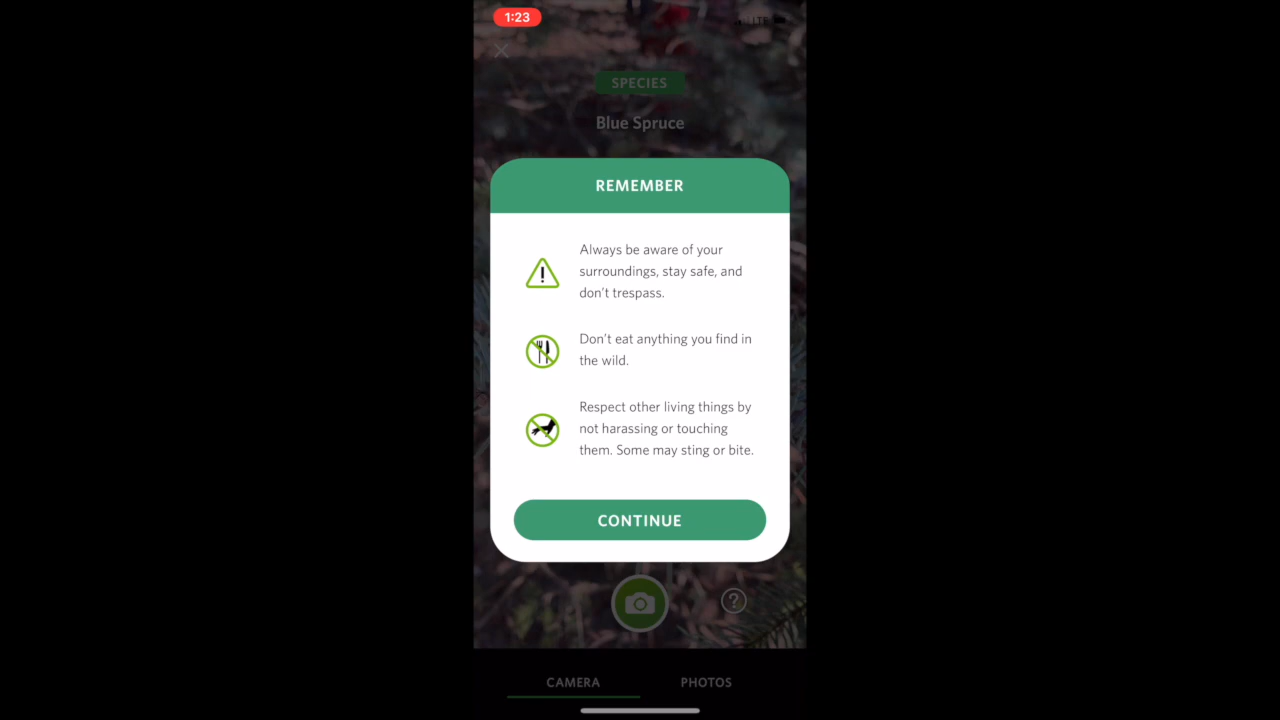 1:23
LTE
SPECIES
Blue Spruce
REMEMBER
Always be aware of your
surroundings, stay safe, and
don't trespass.
Don't eat anything you find in
the wild.
Respect other living things by
not harassing or touching
them. Some may sting or bite.
CONTINUE
?
CAMERA
PHOTOS